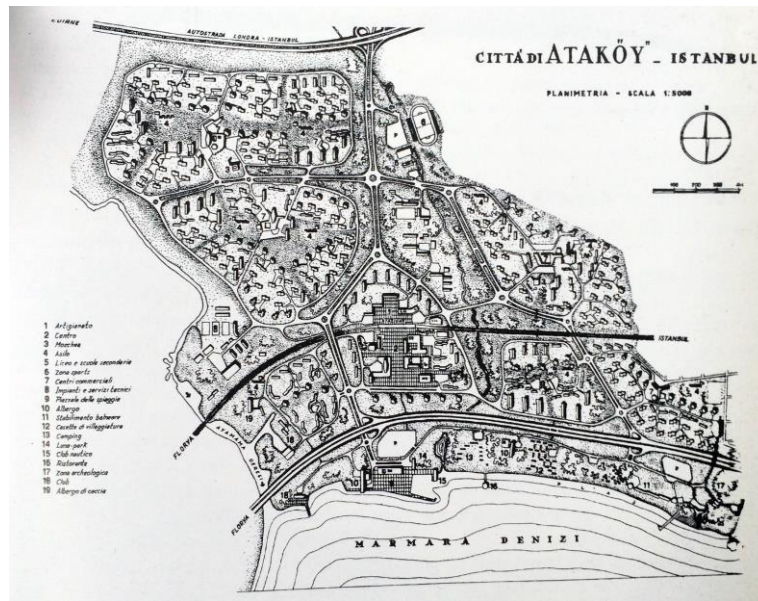 AUTOSTRADA LONDRA - ISTANBUL
CITTÁ DI ATAKÖY - ISTANBUL
PLANIMETRIA - SCALA 1:5000
ISTANBUL
1 Artigianato
2 Centro
3 Moschea
4 Asilo
5 Liceo e scuole secondarie
6 Zona sports
7 Centri commerciali
8 Impianti e servizi tecnici
9 Piazzale delle spiagge
10 Albergo
11 Stabilimento balneare
12 Casette di villeggiatura
13 Camping
14 Luna-park
15 Club nautico
16 Ristorante
17 Zona archeologica
18 Club
19 Albergo di caccia
FLORYA
FLORYA
MARMARA DENIZI